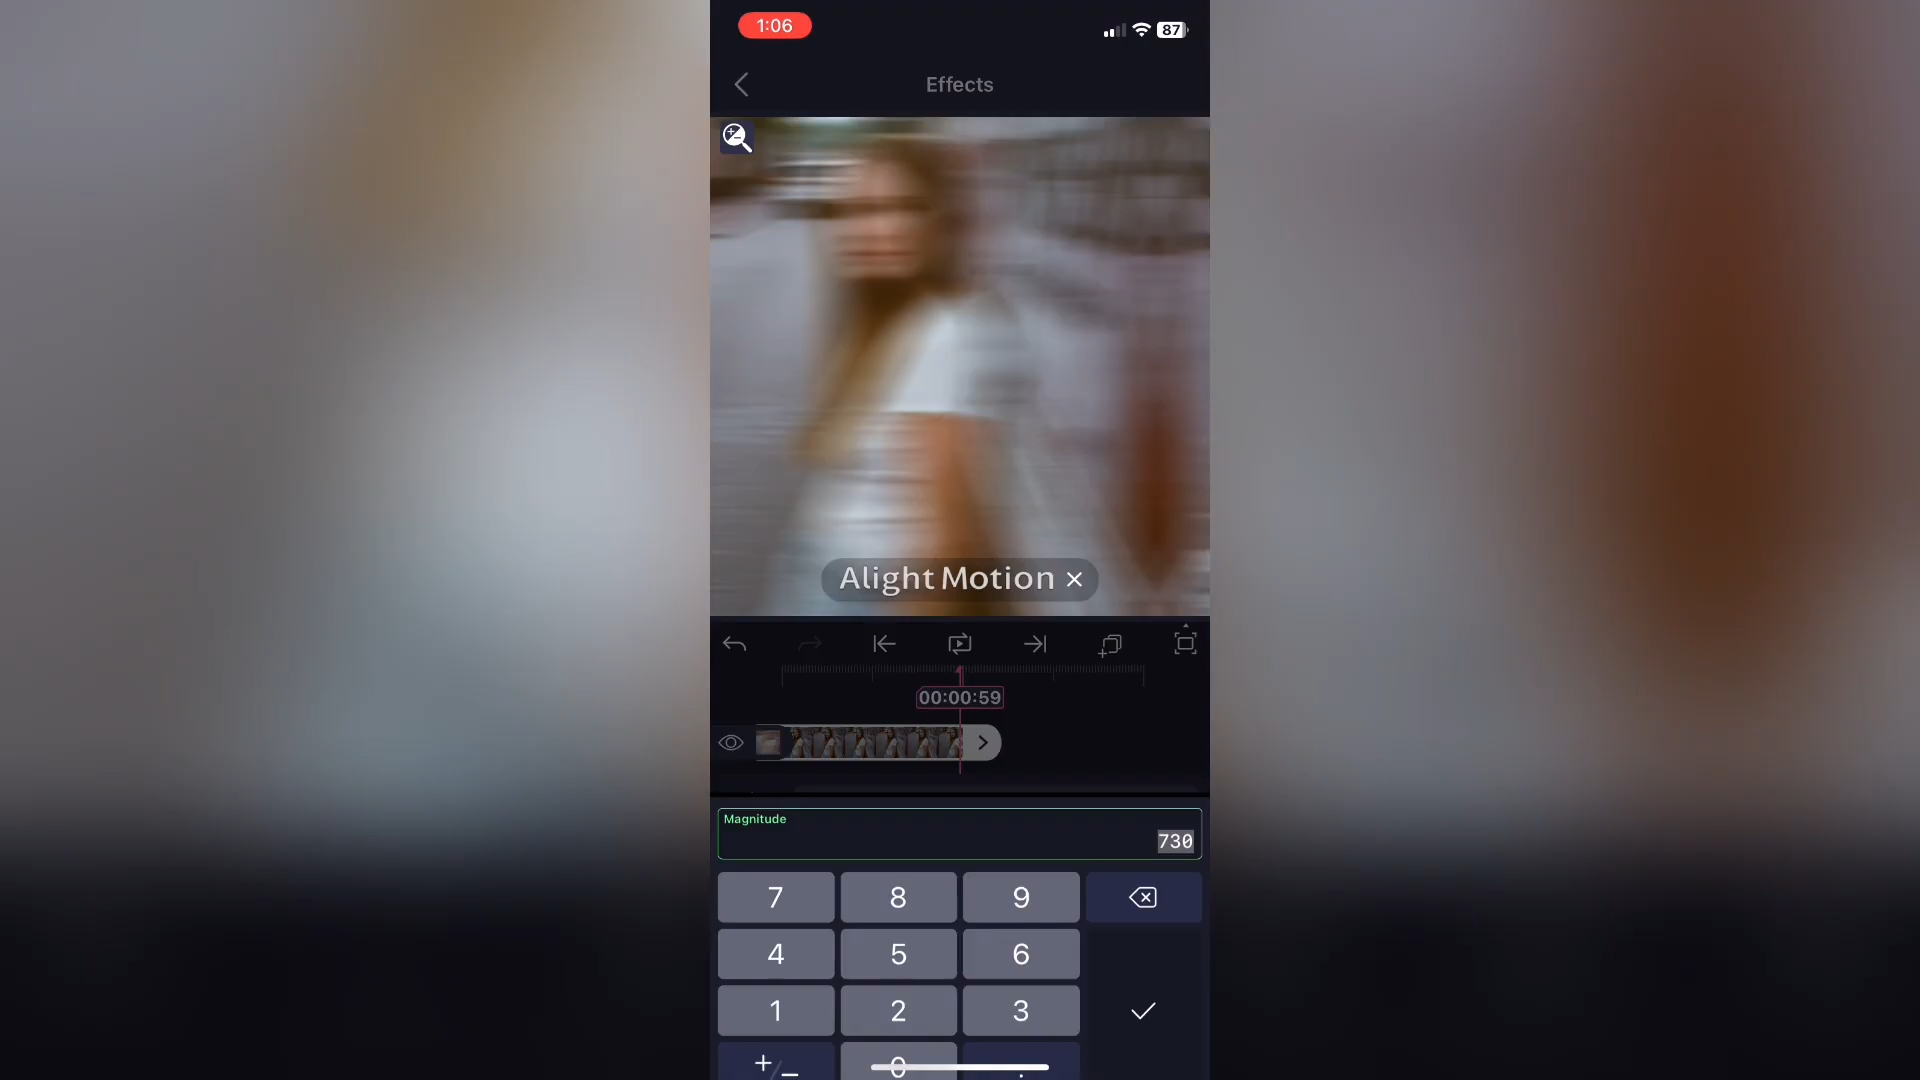 1:06
87
Effects
Alight Motion ×
00:00:59
Magnitude
730
7 8 9
4 5 6
1 2 3
+/- 0 .